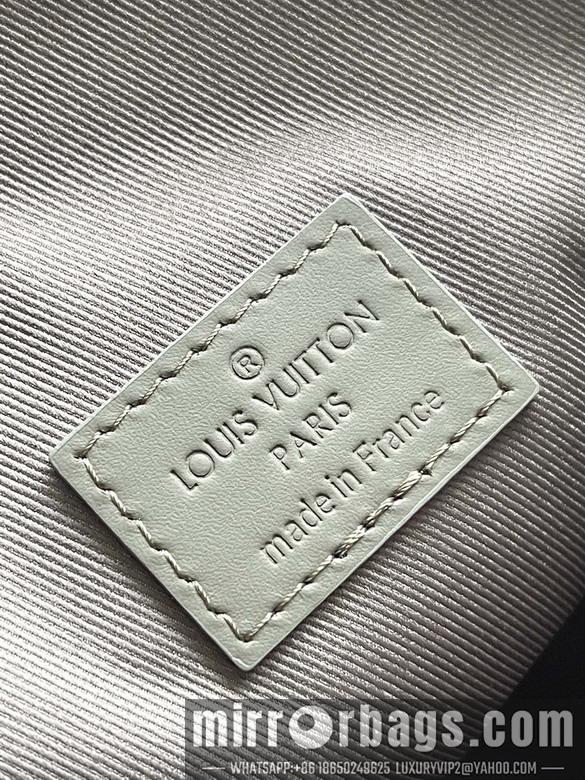 ®
LOUIS VUITTON
PARIS
made in France
mirrorbags.com
WHATSAPP:+86 18650249625 LUXURYVIP2@YAHOO.COM